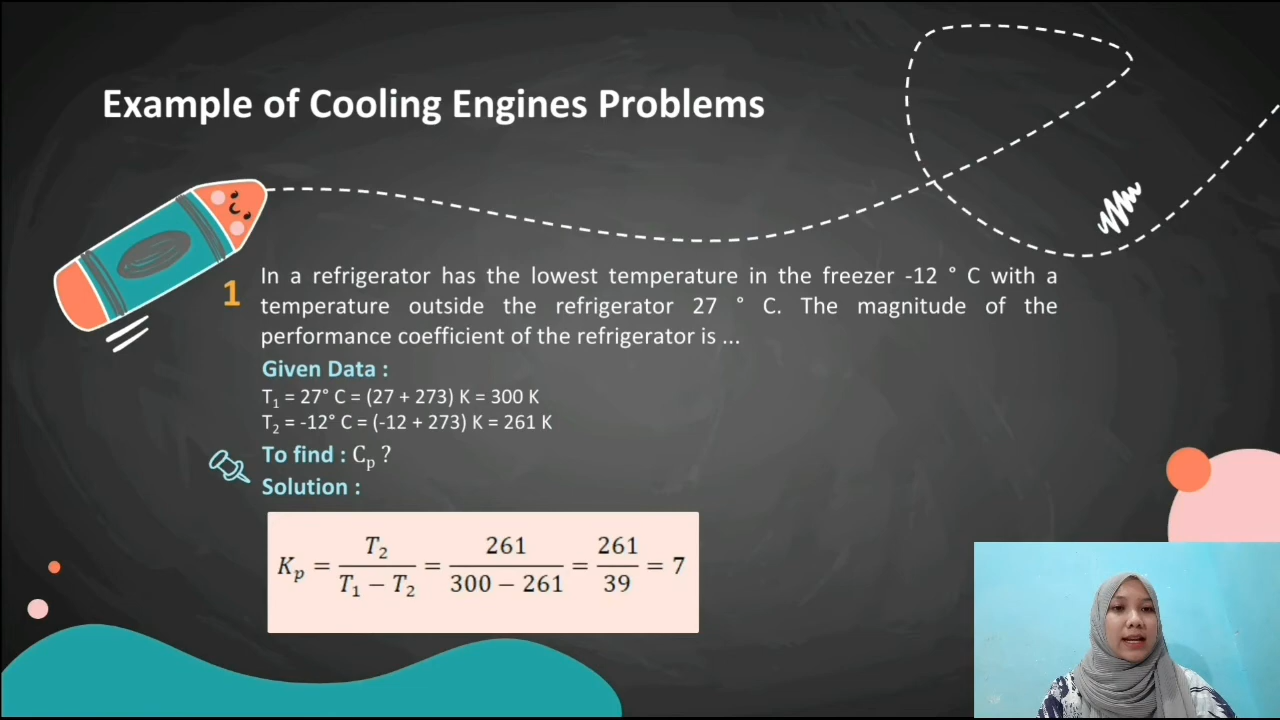 Example of Cooling Engines Problems
1
In a refrigerator has the lowest temperature in the freezer -12 ° C with a
temperature outside the refrigerator 27 ° C. The magnitude of the
performance coefficient of the refrigerator is ...
Given Data :
T₁ = 27° C = (27 + 273) K = 300 K
T₂ = -12° C = (-12 + 273) K = 261 K
To find : Cₚ ?
Solution :
Kₚ = T₂ / (T₁ − T₂) = 261 / (300 − 261) = 261 / 39 = 7